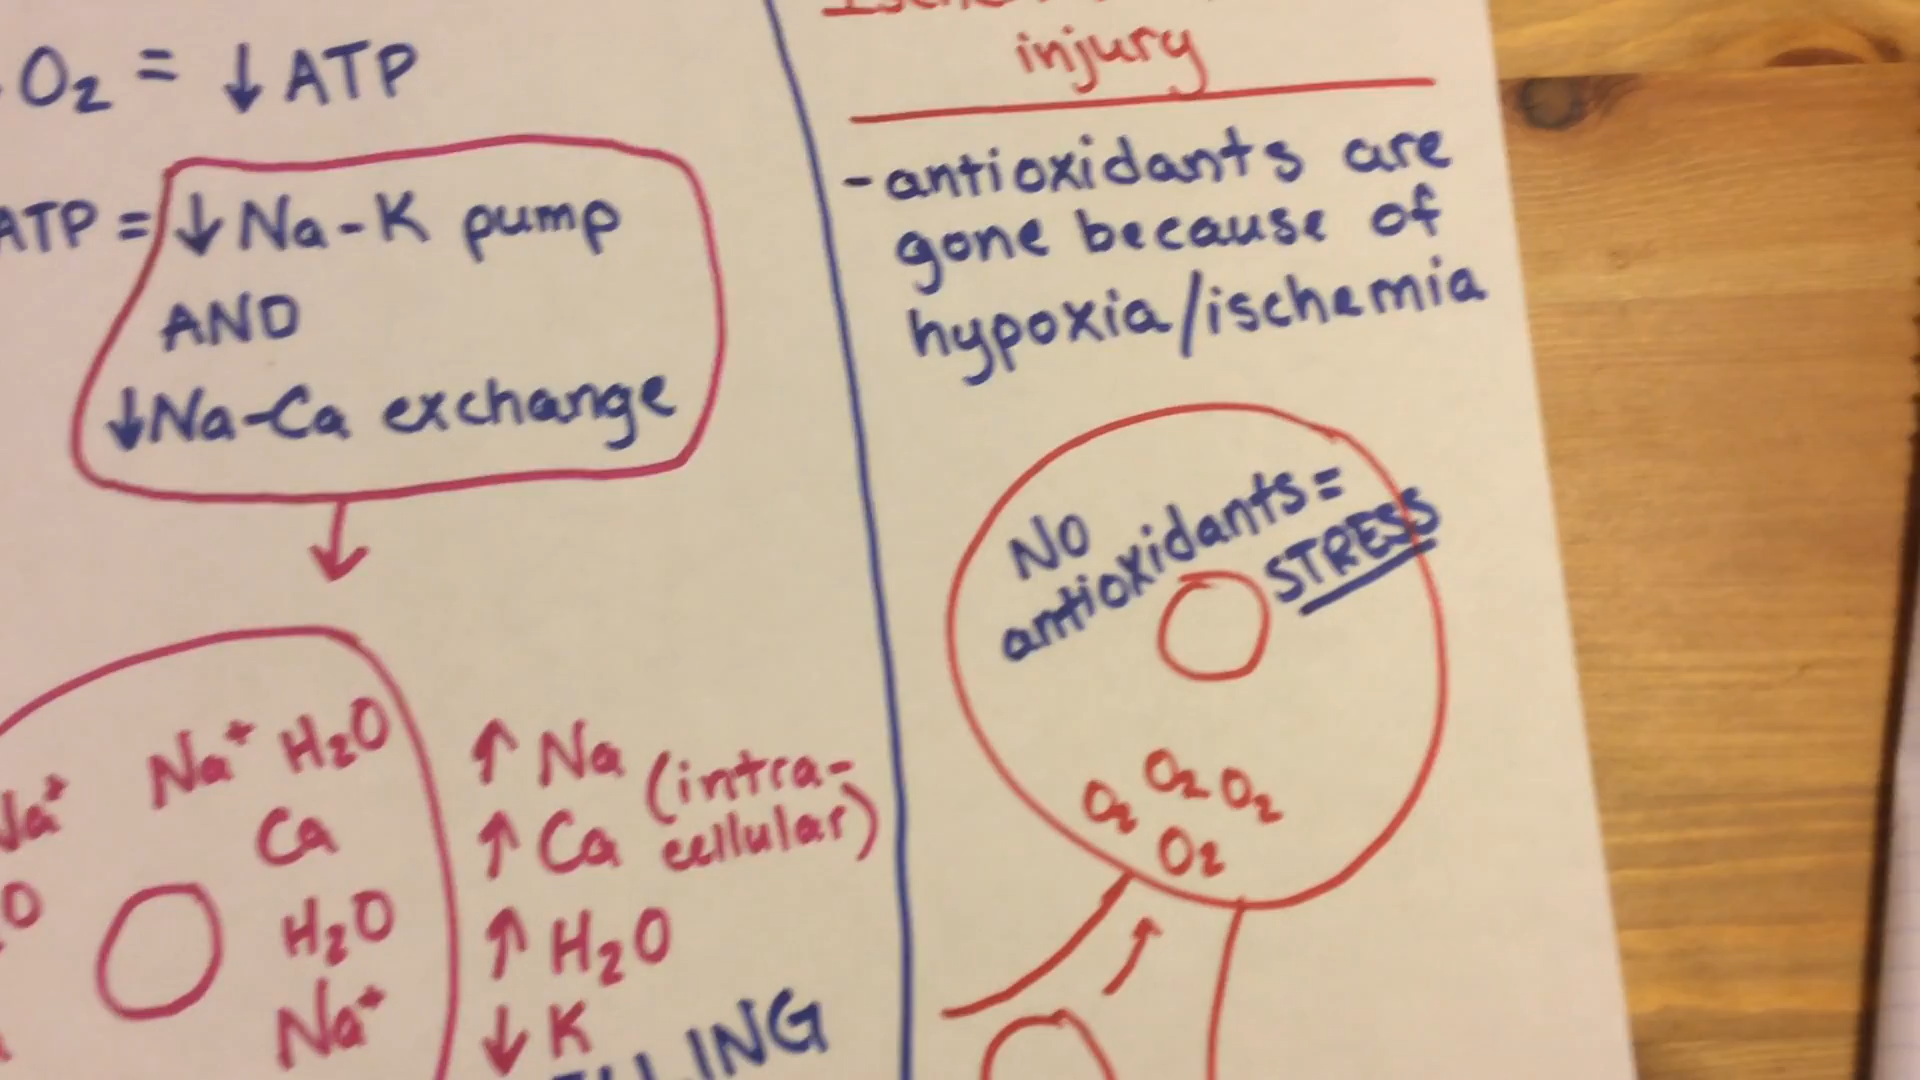 O₂ = ↓ATP
ATP = ↓Na-K pump
AND
↓Na-Ca exchange
Na⁺ H₂O
Na⁺
Ca
H₂O
Na⁺
↑ Na (intra-
↑ Ca cellular)
↑ H₂O
↓ K
injury
-antioxidants are
gone because of
hypoxia/ischemia
NO
antioxidants =
STRESS
O₂ O₂ O₂
O₂